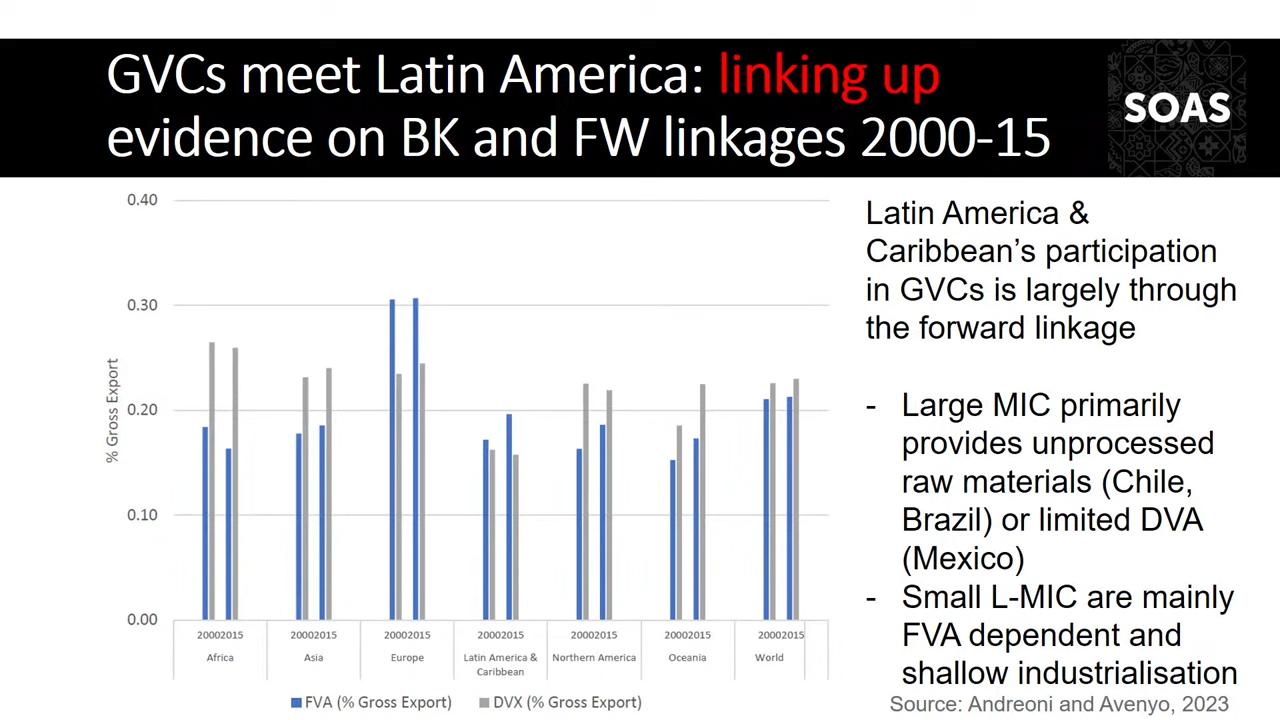 GVCs meet Latin America: linking up
evidence on BK and FW linkages 2000-15
SOAS
0.40
0.30
0.20
0.10
0.00
% Gross Export
20002015 20002015 20002015 20002015 20002015 20002015 20002015
Africa Asia Europe Latin America & Northern America Oceania World
Caribbean
FVA (% Gross Export) DVX (% Gross Export)
Latin America &
Caribbean’s participation
in GVCs is largely through
the forward linkage
- Large MIC primarily
provides unprocessed
raw materials (Chile,
Brazil) or limited DVA
(Mexico)
- Small L-MIC are mainly
FVA dependent and
shallow industrialisation
Source: Andreoni and Avenyo, 2023